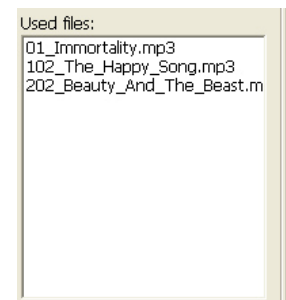 Used files:
01_Immortality.mp3
102_The_Happy_Song.mp3
202_Beauty_And_The_Beast.m